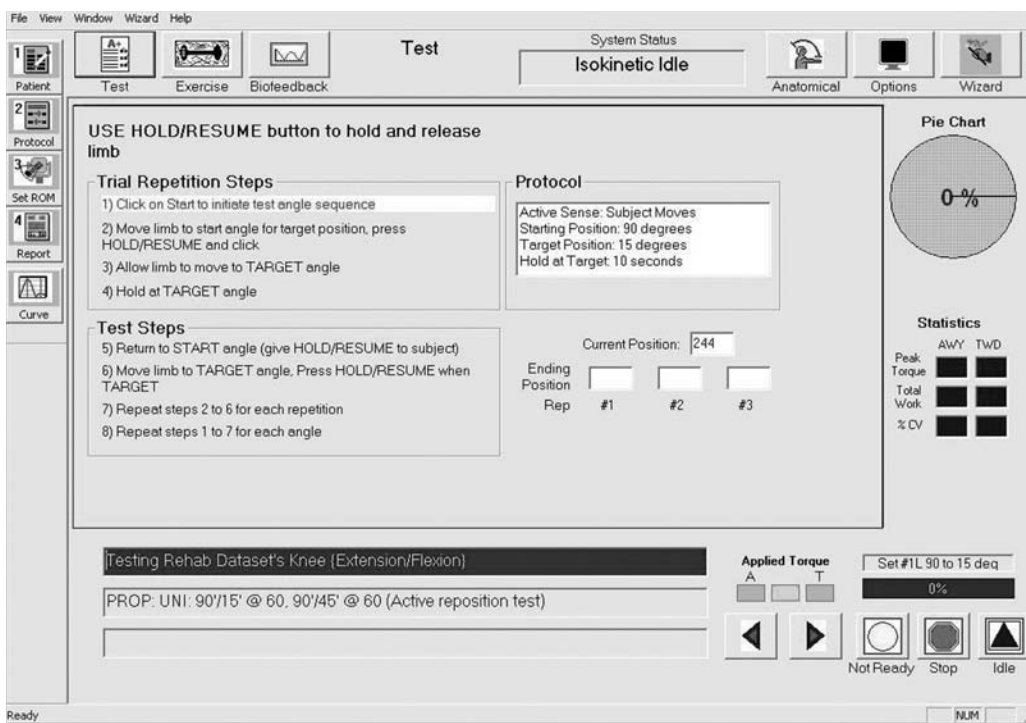 File View Window Wizard Help
1
Patient
2
Protocol
3
Set ROM
4
Report
Curve
A+
Test
Exercise
Biofeedback
Test
System Status
Isokinetic Idle
Anatomical
Options
Wizard
USE HOLD/RESUME button to hold and release
limb
Trial Repetition Steps
1) Click on Start to initiate test angle sequence
2) Move limb to start angle for target position, press
HOLD/RESUME and click
3) Allow limb to move to TARGET angle
4) Hold at TARGET angle
Protocol
Active Sense: Subject Moves
Starting Position: 90 degrees
Target Position: 15 degrees
Hold at Target: 10 seconds
Test Steps
5) Return to START angle (give HOLD/RESUME to subject)
6) Move limb to TARGET angle, Press HOLD/RESUME when
TARGET
7) Repeat steps 2 to 6 for each repetition
8) Repeat steps 1 to 7 for each angle
Current Position: 244
Ending
Position
Rep #1 #2 #3
Pie Chart
0 %
Statistics
AWY TWD
Peak
Torque
Total
Work
% CV
Testing Rehab Dataset's Knee (Extension/Flexion)
PROP: UNI: 90'/15' @ 60, 90'/45' @ 60 (Active reposition test)
Applied Torque
A T
Set #1L 90 to 15 deg
0%
Not Ready Stop Idle
Ready
NUM